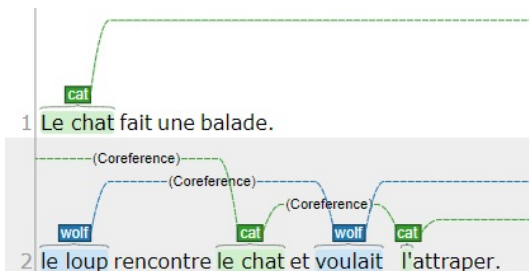 cat
1 Le chat fait une balade.
(Coreference)
(Coreference)
(Coreference)
wolf cat wolf cat
2 le loup rencontre le chat et voulait l'attraper.